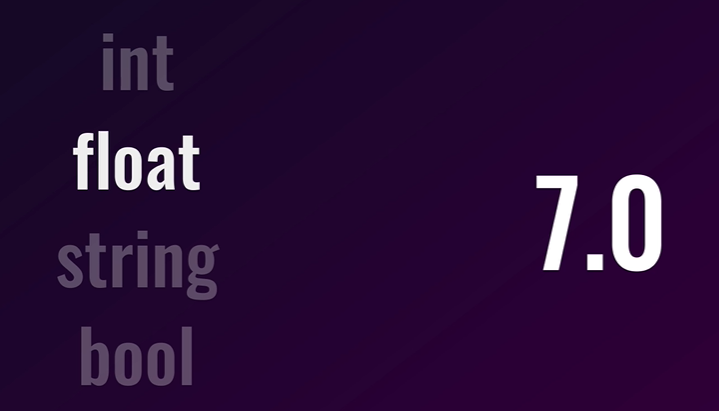 int
float
string
bool
7.0